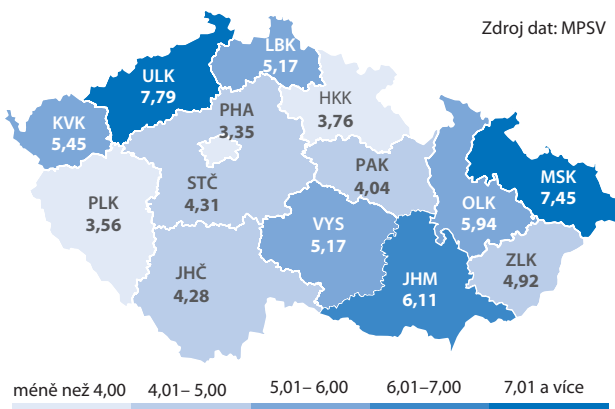 Zdroj dat: MPSV
LBK
5,17
ULK
7,79
PHA
3,35
HKK
3,76
KVK
5,45
MSK
7,45
PAK
4,04
STČ
4,31
PLK
3,56
OLK
5,94
VYS
5,17
ZLK
4,92
JHČ
4,28
JHM
6,11
méně než 4,00 4,01– 5,00 5,01– 6,00 6,01–7,00 7,01 a více